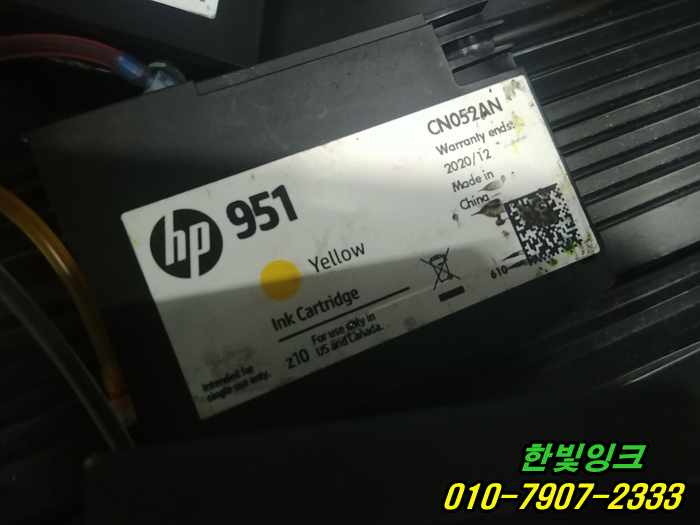 CN052AN
Warranty ends:
2020/12
Made in
China
hp 951
Yellow
Ink Cartridge
610
z10 For use only in
US and Canada.
Intended for
single use only.
한빛잉크
010-7907-2333